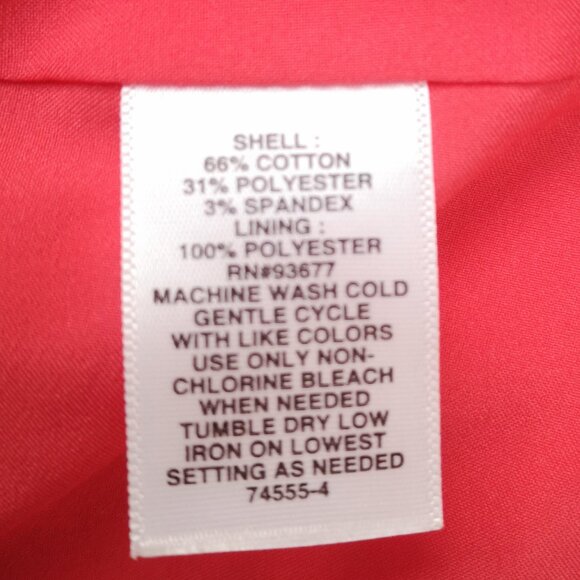 SHELL :
66% COTTON
31% POLYESTER
3% SPANDEX
LINING :
100% POLYESTER
RN#93677
MACHINE WASH COLD
GENTLE CYCLE
WITH LIKE COLORS
USE ONLY NON-
CHLORINE BLEACH
WHEN NEEDED
TUMBLE DRY LOW
IRON ON LOWEST
SETTING AS NEEDED
74555-4